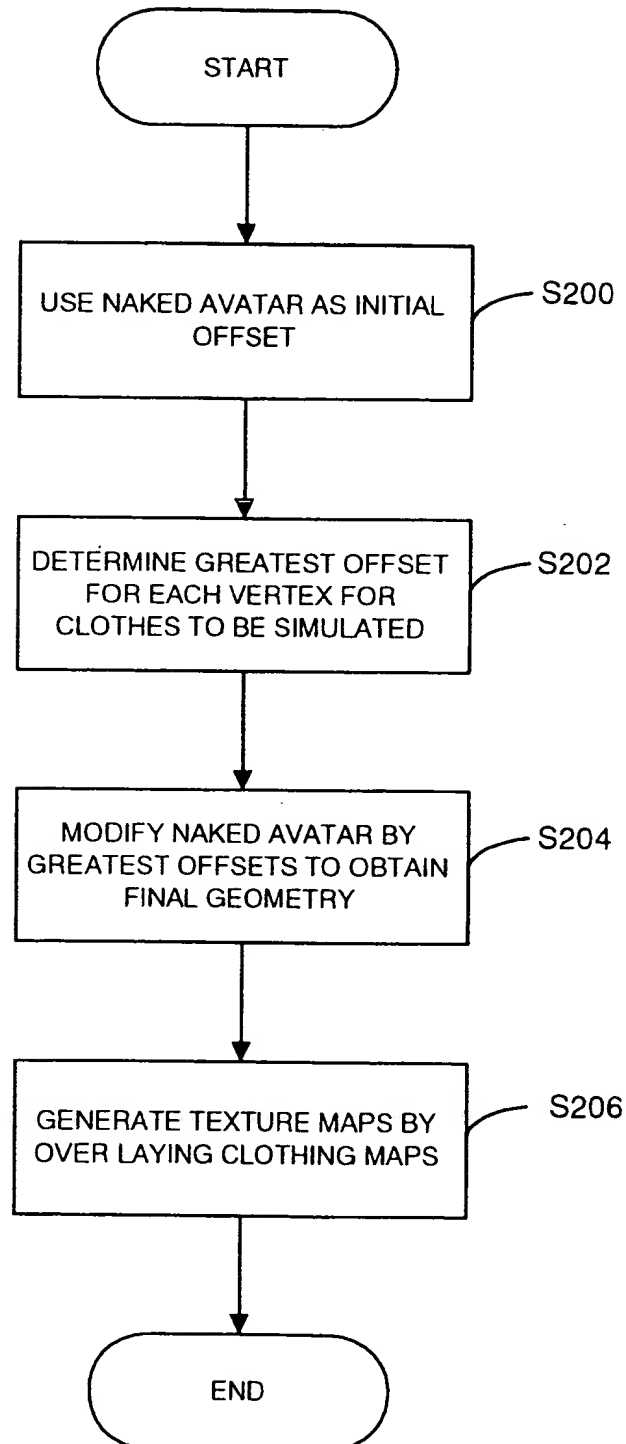 START
USE NAKED AVATAR AS INITIAL
OFFSET
S200
DETERMINE GREATEST OFFSET
FOR EACH VERTEX FOR
CLOTHES TO BE SIMULATED
S202
MODIFY NAKED AVATAR BY
GREATEST OFFSETS TO OBTAIN
FINAL GEOMETRY
S204
GENERATE TEXTURE MAPS BY
OVER LAYING CLOTHING MAPS
S206
END